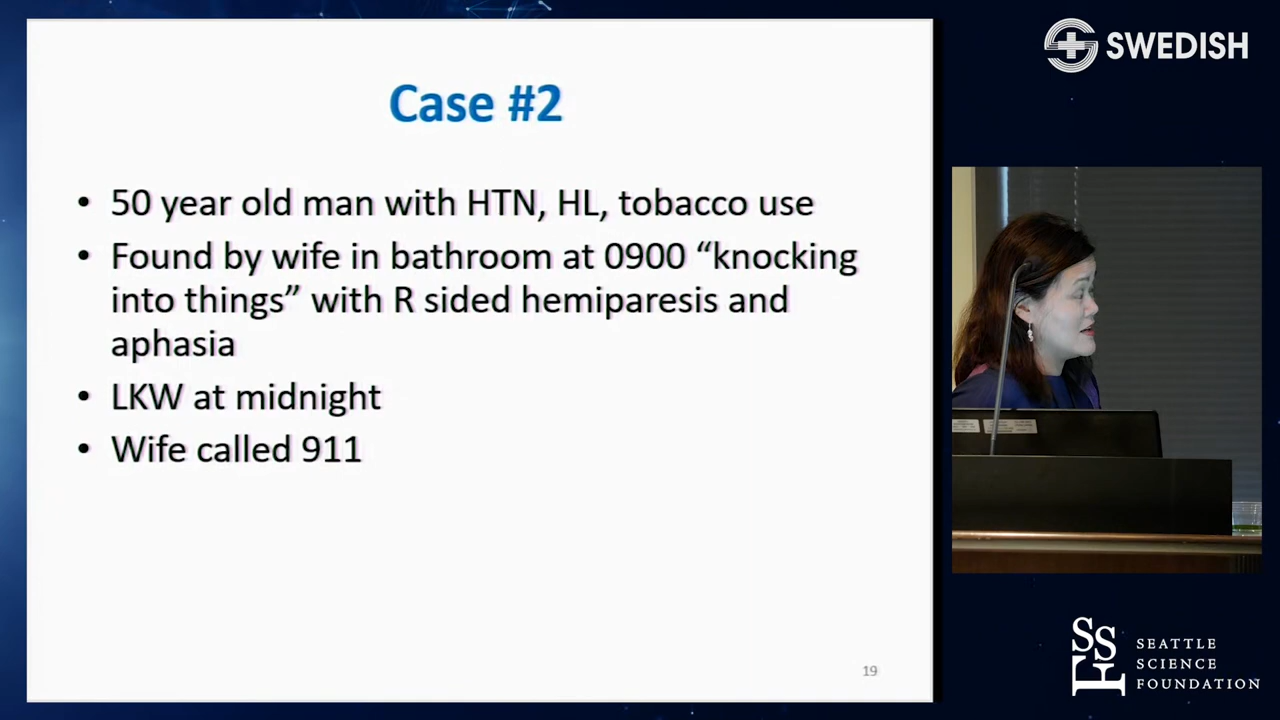 SWEDISH
Case #2
• 50 year old man with HTN, HL, tobacco use
• Found by wife in bathroom at 0900 “knocking
into things” with R sided hemiparesis and
aphasia
• LKW at midnight
• Wife called 911
19
SSF
SEATTLE
SCIENCE
FOUNDATION